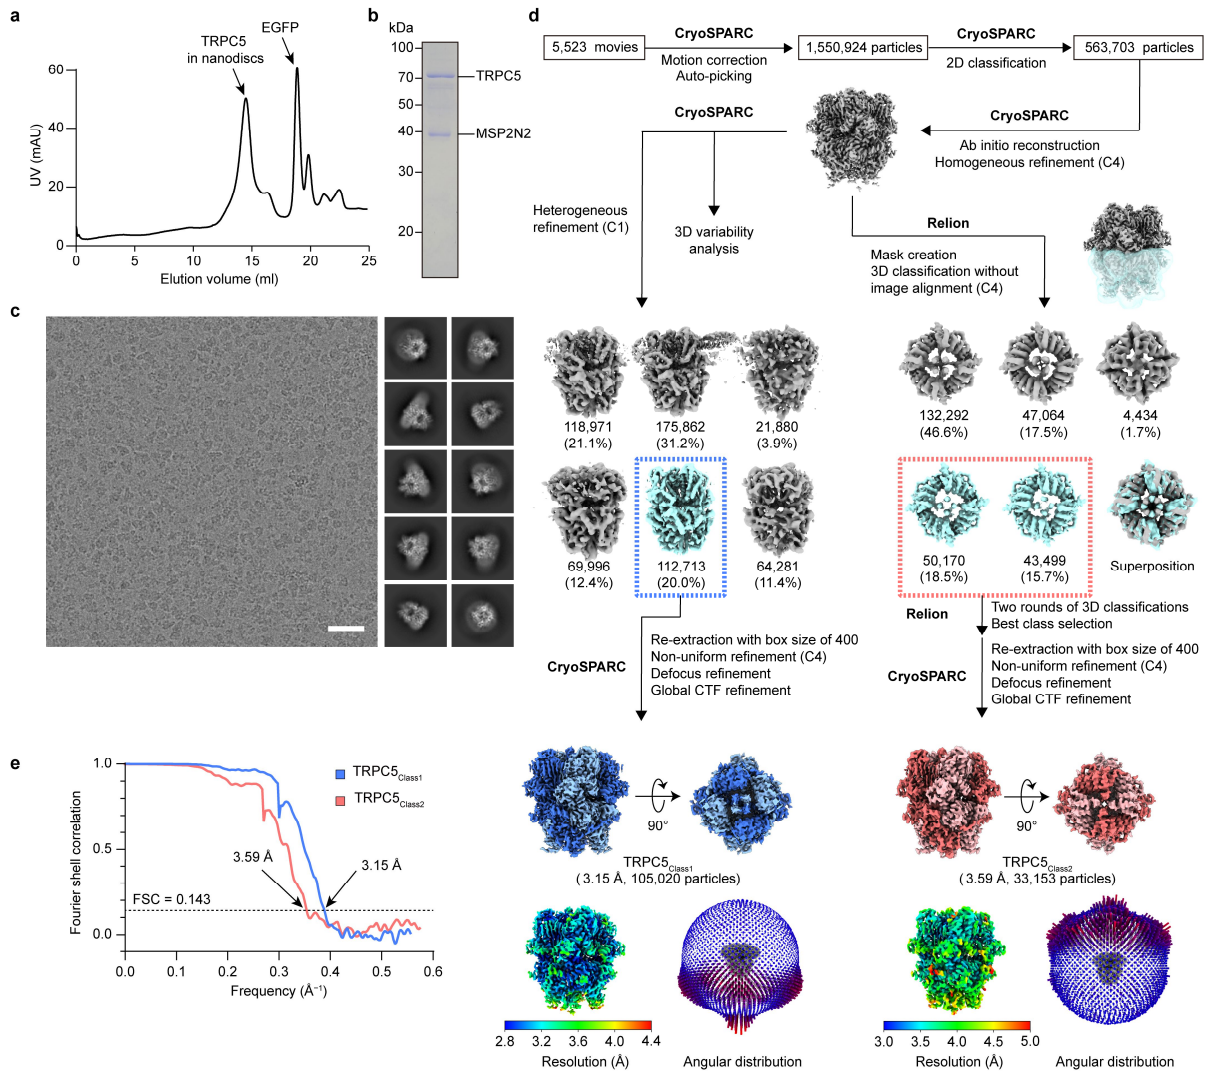 a
TRPC5
in nanodiscs
EGFP
UV (mAU)
60
40
20
0
0
5
10
15
20
25
Elution volume (ml)
b
kDa
100
70
50
40
30
20
TRPC5
MSP2N2
c
d
5,523 movies
CryoSPARC
Motion correction
Auto-picking
1,550,924 particles
CryoSPARC
2D classification
563,703 particles
CryoSPARC
Ab initio reconstruction
Homogeneous refinement (C4)
CryoSPARC
Heterogeneous
refinement (C1)
3D variability
analysis
Relion
Mask creation
3D classification without
image alignment (C4)
118,971
(21.1%)
175,862
(31.2%)
21,880
(3.9%)
69,996
(12.4%)
112,713
(20.0%)
64,281
(11.4%)
132,292
(46.6%)
47,064
(17.5%)
4,434
(1.7%)
50,170
(18.5%)
43,499
(15.7%)
Superposition
CryoSPARC
Re-extraction with box size of 400
Non-uniform refinement (C4)
Defocus refinement
Global CTF refinement
Relion
Two rounds of 3D classifications
Best class selection
CryoSPARC
Re-extraction with box size of 400
Non-uniform refinement (C4)
Defocus refinement
Global CTF refinement
90°
TRPC5Class1
( 3.15 Å, 105,020 particles)
90°
TRPC5Class2
( 3.59 Å, 33,153 particles)
2.8 3.2 3.6 4.0 4.4
Resolution (Å)
Angular distribution
3.0 3.5 4.0 4.5 5.0
Resolution (Å)
Angular distribution
e
Fourier shell correlation
1.0
0.5
0.0
TRPC5Class1
TRPC5Class2
3.59 Å
3.15 Å
FSC = 0.143
0.0 0.1 0.2 0.3 0.4 0.5 0.6
Frequency (Å⁻¹)